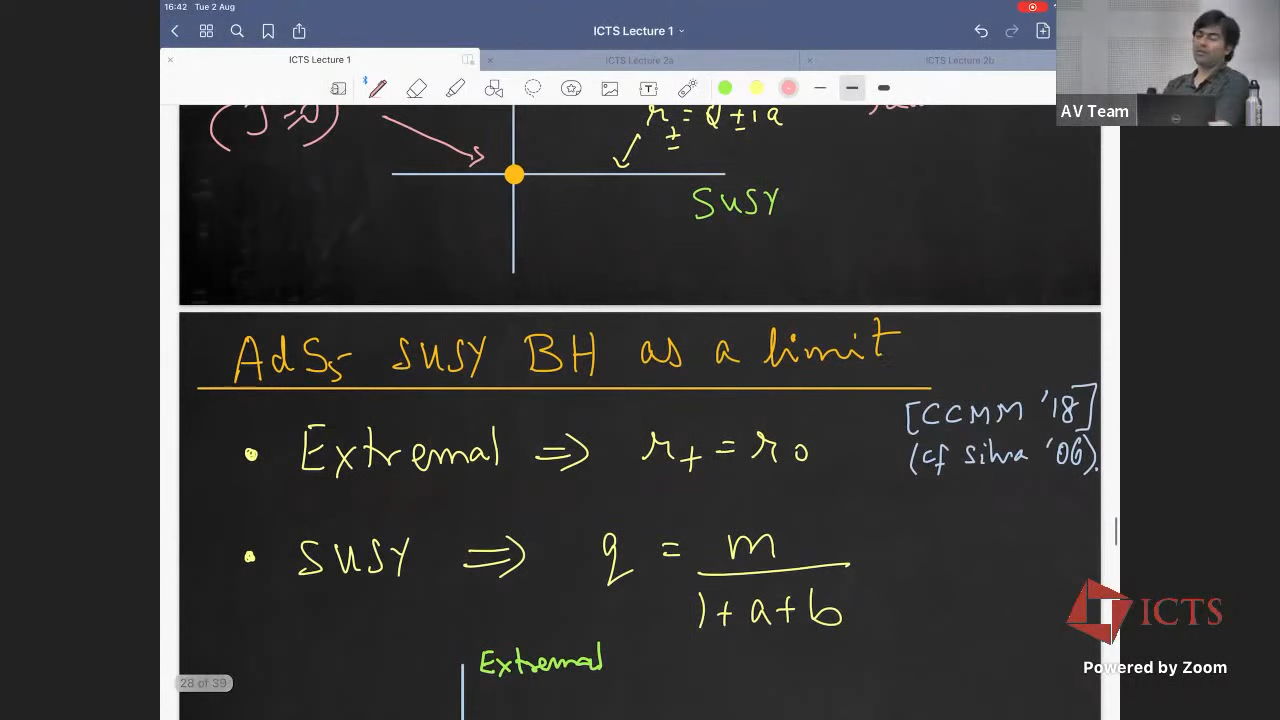 16:42 Tue 2 Aug
ICTS Lecture 1
ICTS Lecture 1
ICTS Lecture 2a
ICTS Lecture 2b
AV Team
(J=0)
r± = Q ± ia
SUSY
AdS5 SUSY BH as a limit
[CCMM '18]
(cf Silva '06).
• Extremal ⇒ r+ = r0
• SUSY ⇒ q = m / 1+a+b
Extremal
28 of 39
ICTS
Powered by Zoom